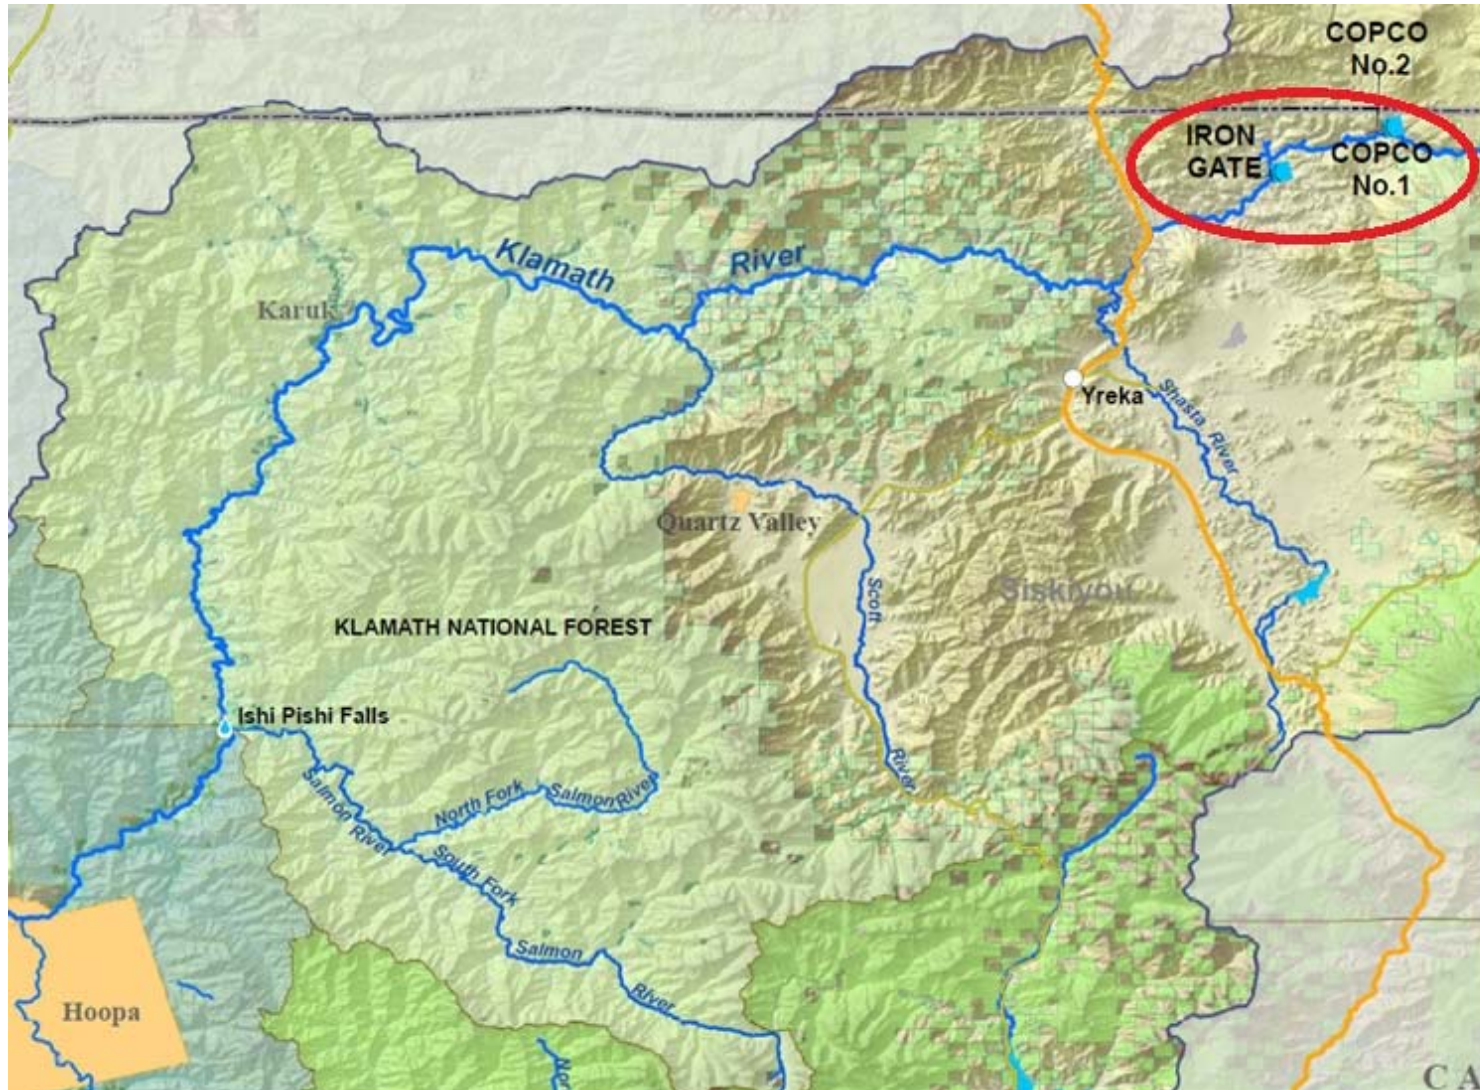 COPCO
No.2
IRON
GATE
COPCO
No.1
Klamath
River
Karuk
Yreka
Shasta River
Quartz Valley
Scott
River
Siskiyou
KLAMATH NATIONAL FOREST
Ishi Pishi Falls
Salmon River
North Fork
Salmon River
South Fork
Salmon
River
Hoopa
C A